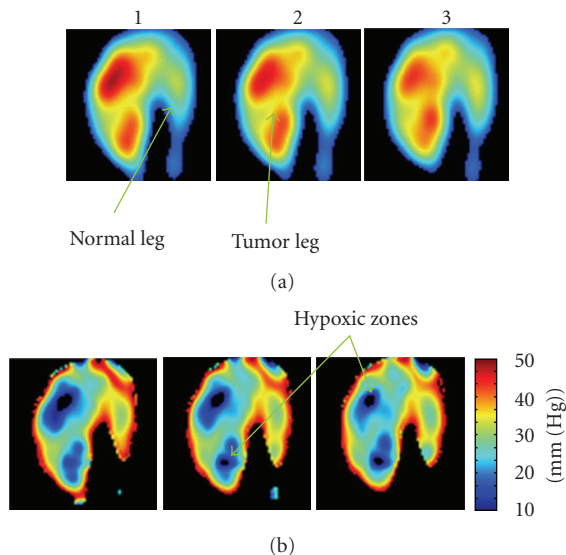 1 2 3
Normal leg
Tumor leg
(a)
Hypoxic zones
50
40
30
20
10
(mm (Hg))
(b)